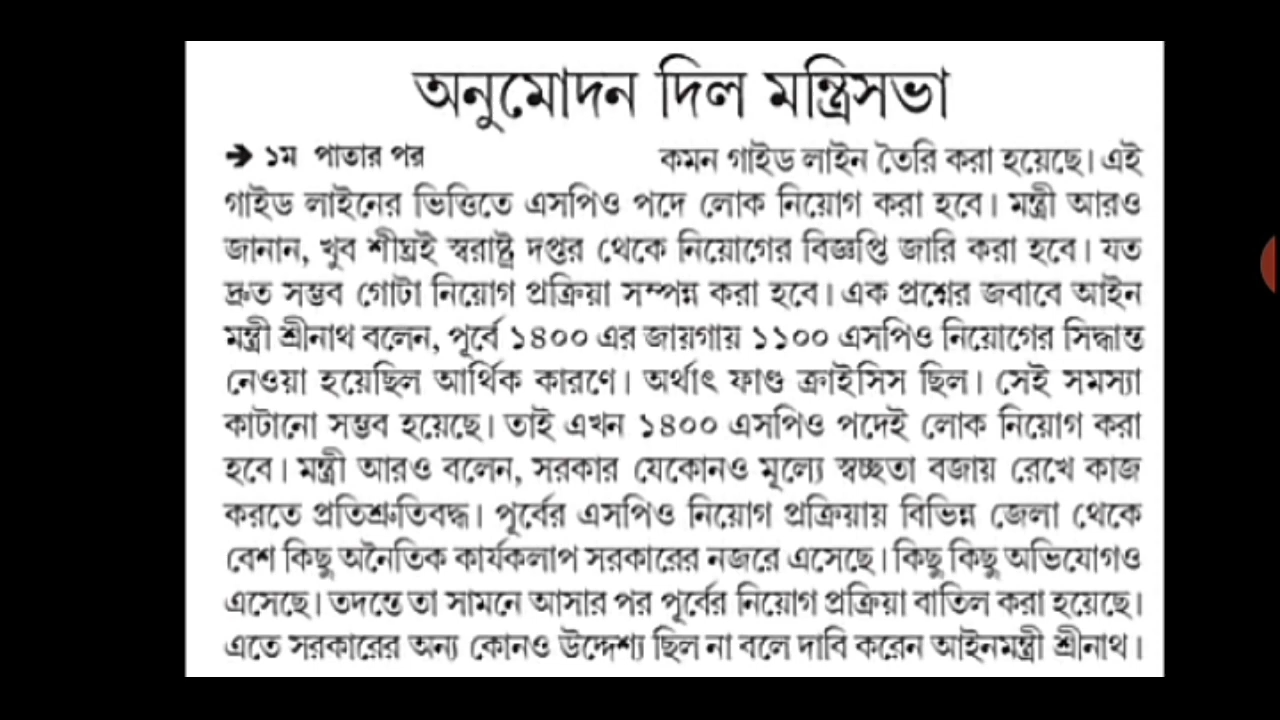 অনুমোদন দিল মন্ত্রিসভা
➔ ১ম পাতার পর কমন গাইড লাইন তৈরি করা হয়েছে। এই
গাইড লাইনের ভিত্তিতে এসপিও পদে লোক নিয়োগ করা হবে। মন্ত্রী আরও
জানান, খুব শীঘ্রই স্বরাষ্ট্র দপ্তর থেকে নিয়োগের বিজ্ঞপ্তি জারি করা হবে। যত
দ্রুত সম্ভব গোটা নিয়োগ প্রক্রিয়া সম্পন্ন করা হবে। এক প্রশ্নের জবাবে আইন
মন্ত্রী শ্রীনাথ বলেন, পূর্বে ১৪০০ এর জায়গায় ১১০০ এসপিও নিয়োগের সিদ্ধান্ত
নেওয়া হয়েছিল আর্থিক কারণে। অর্থাৎ ফাণ্ড ক্রাইসিস ছিল। সেই সমস্যা
কাটানো সম্ভব হয়েছে। তাই এখন ১৪০০ এসপিও পদেই লোক নিয়োগ করা
হবে। মন্ত্রী আরও বলেন, সরকার যেকোনও মূল্যে স্বচ্ছতা বজায় রেখে কাজ
করতে প্রতিশ্রুতিবদ্ধ। পূর্বের এসপিও নিয়োগ প্রক্রিয়ায় বিভিন্ন জেলা থেকে
বেশ কিছু অনৈতিক কার্যকলাপ সরকারের নজরে এসেছে। কিছু কিছু অভিযোগও
এসেছে। তদন্তে তা সামনে আসার পর পূর্বের নিয়োগ প্রক্রিয়া বাতিল করা হয়েছে।
এতে সরকারের অন্য কোনও উদ্দেশ্য ছিল না বলে দাবি করেন আইনমন্ত্রী শ্রীনাথ।